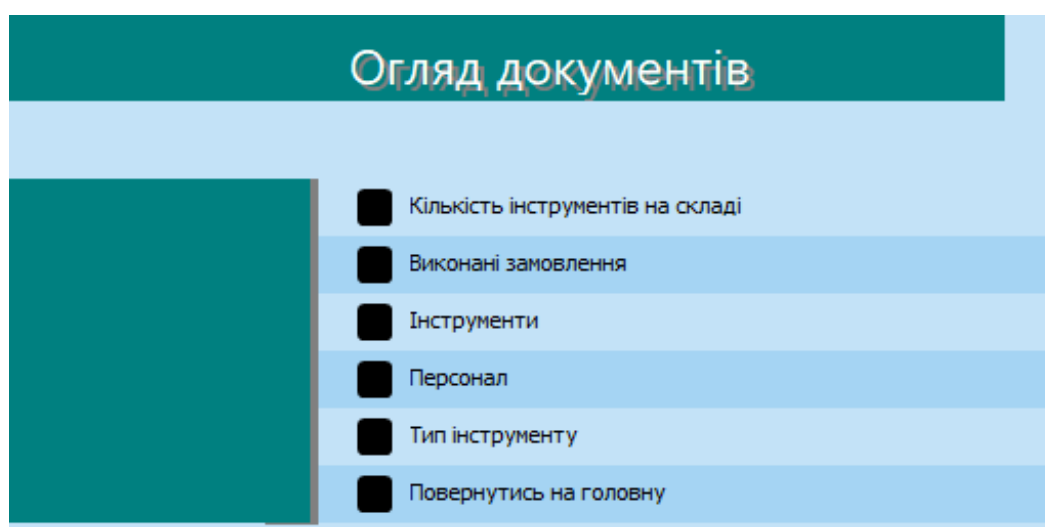 Огляд документів
Кількість інструментів на складі
Виконані замовлення
Інструменти
Персонал
Тип інструменту
Повернутись на головну